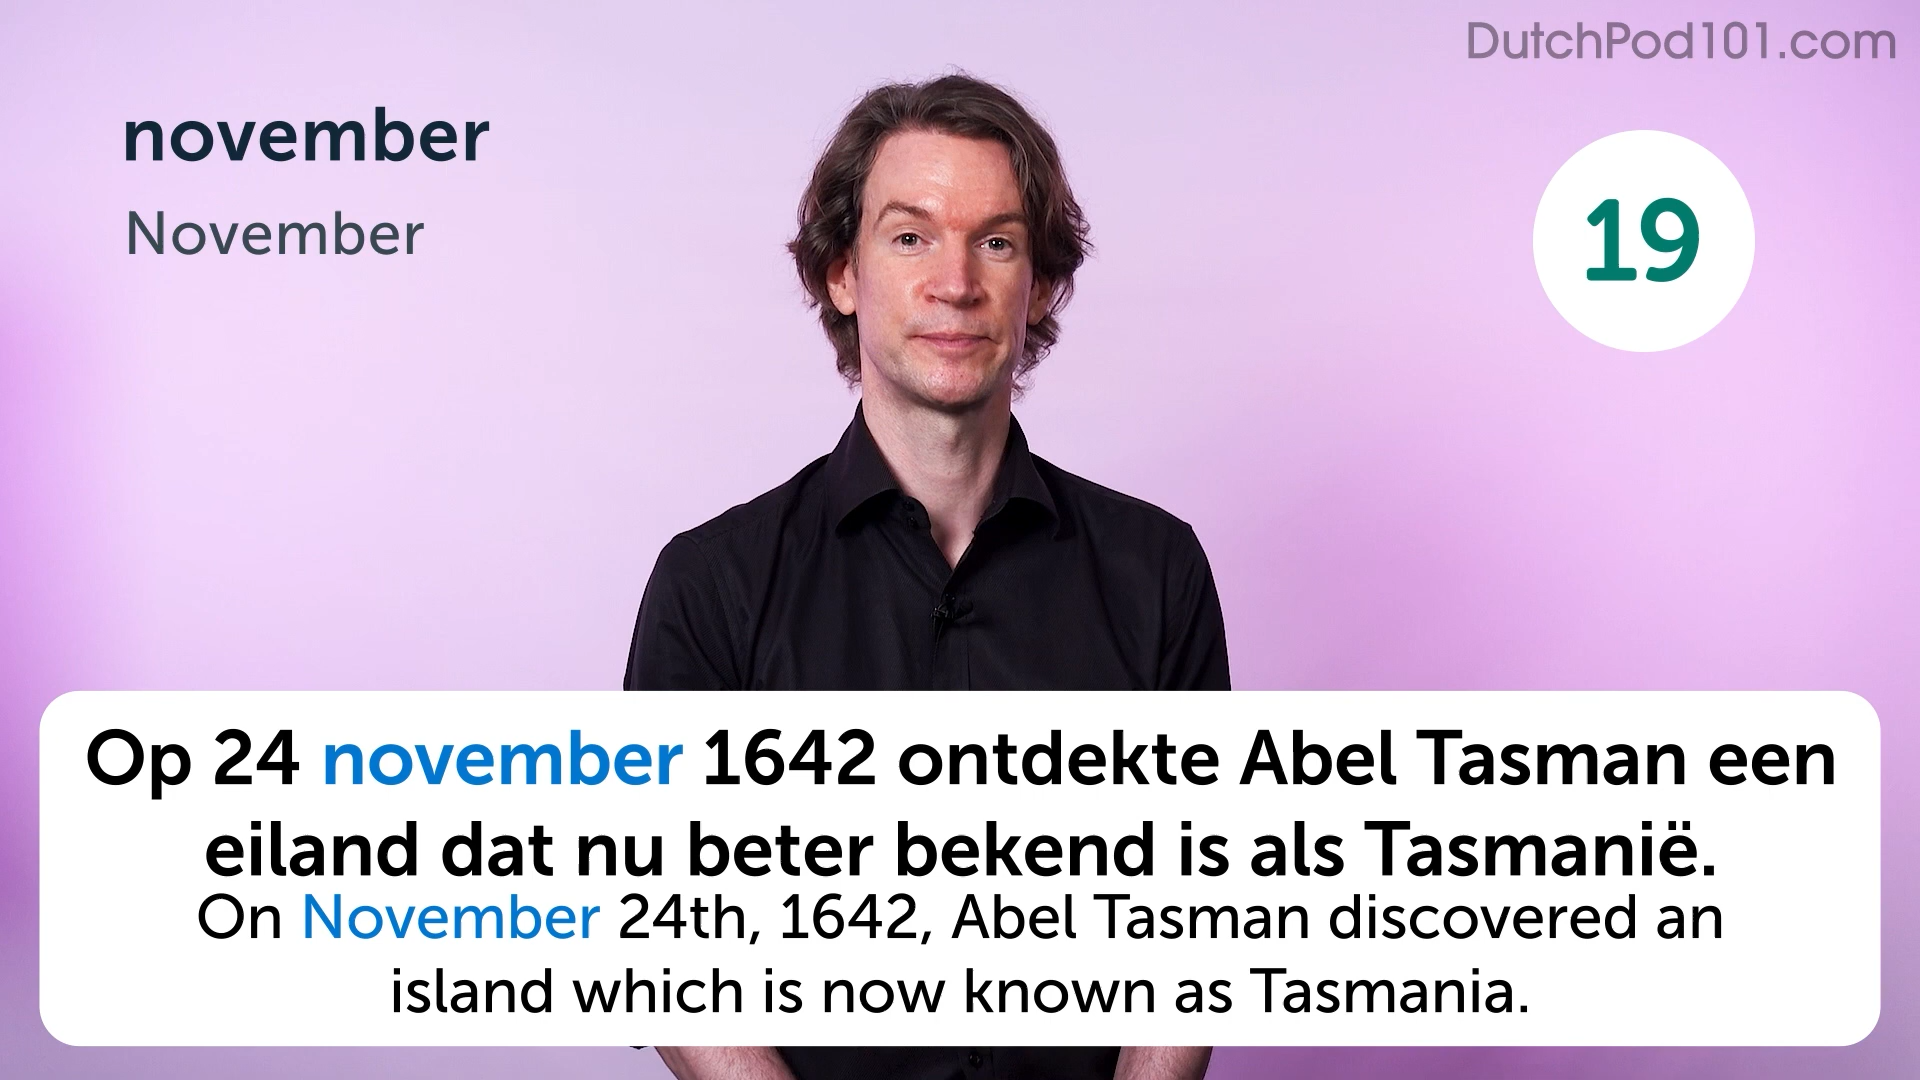 DutchPod101.com
november
November
19
Op 24 november 1642 ontdekte Abel Tasman een
eiland dat nu beter bekend is als Tasmanië.
On November 24th, 1642, Abel Tasman discovered an
island which is now known as Tasmania.